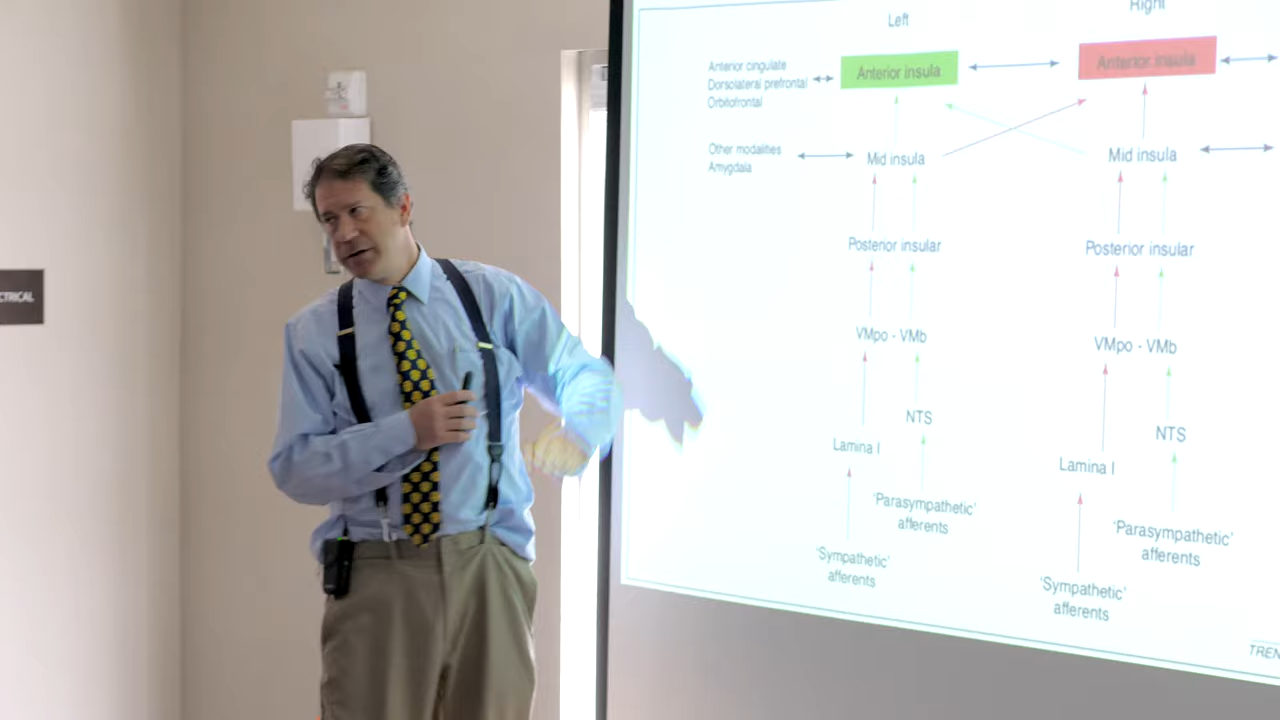 CTRICAL
Left
Right
Anterior cingulate
Dorsolateral prefrontal
Orbitofrontal
Anterior insula
Anterior insula
Other modalities
Amygdala
Mid insula
Mid insula
Posterior insular
Posterior insular
VMpo - VMb
VMpo - VMb
NTS
NTS
Lamina I
Lamina I
'Parasympathetic'
afferents
'Parasympathetic'
afferents
'Sympathetic'
afferents
'Sympathetic'
afferents
TREN